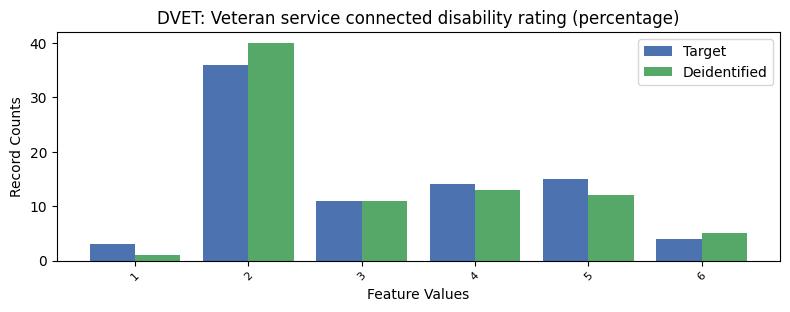 DVET: Veteran service connected disability rating (percentage)
Target
Deidentified
Record Counts
40
30
20
10
0
1 2 3 4 5 6
Feature Values